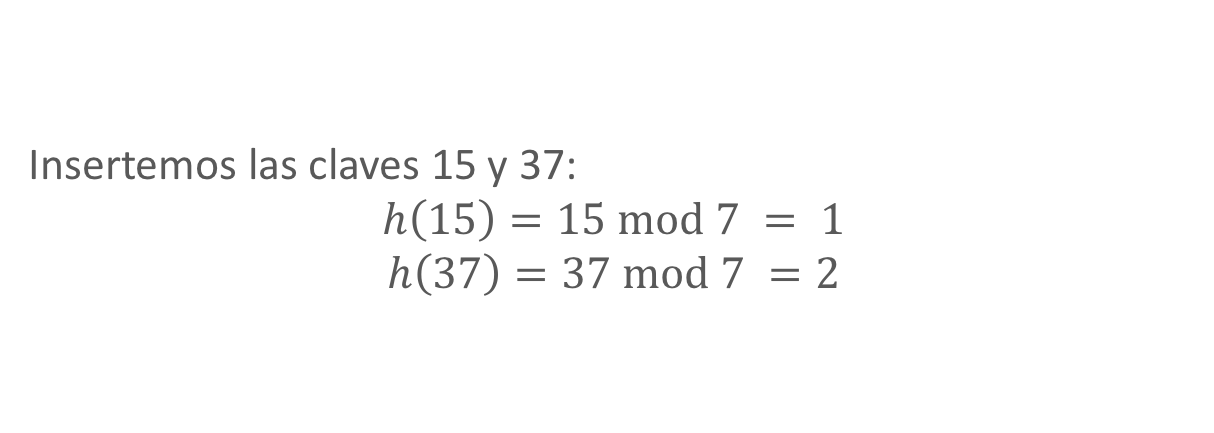 Insertemos las claves 15 y 37:
ℎ(15) = 15 mod 7 = 1
ℎ(37) = 37 mod 7 = 2